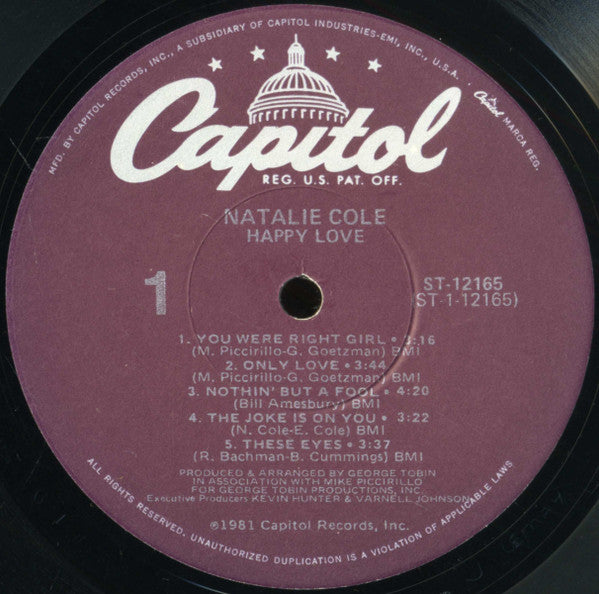 MFD. BY CAPITOL RECORDS, INC., A SUBSIDIARY OF CAPITOL INDUSTRIES-EMI, INC., U.S.A.
Capitol MARCA REG.
Capitol
REG. U.S. PAT. OFF.
NATALIE COLE
HAPPY LOVE
1
ST-12165
(ST-1-12165)
1. YOU WERE RIGHT GIRL • 3:16
(M. Piccirillo-G. Goetzman) BMI
2. ONLY LOVE • 3:44
(M. Piccirillo-G. Goetzman) BMI
3. NOTHIN' BUT A FOOL • 4:20
(Bill Amesbury) BMI
4. THE JOKE IS ON YOU • 3:22
(N. Cole-E. Cole) BMI
5. THESE EYES • 3:37
(R. Bachman-B. Cummings) BMI
PRODUCED & ARRANGED BY GEORGE TOBIN
IN ASSOCIATION WITH MIKE PICCIRILLO
FOR GEORGE TOBIN PRODUCTIONS, INC.
Executive Producers KEVIN HUNTER & VARNELL JOHNSON
℗1981 Capitol Records, Inc.
ALL RIGHTS RESERVED. UNAUTHORIZED DUPLICATION IS A VIOLATION OF APPLICABLE LAWS